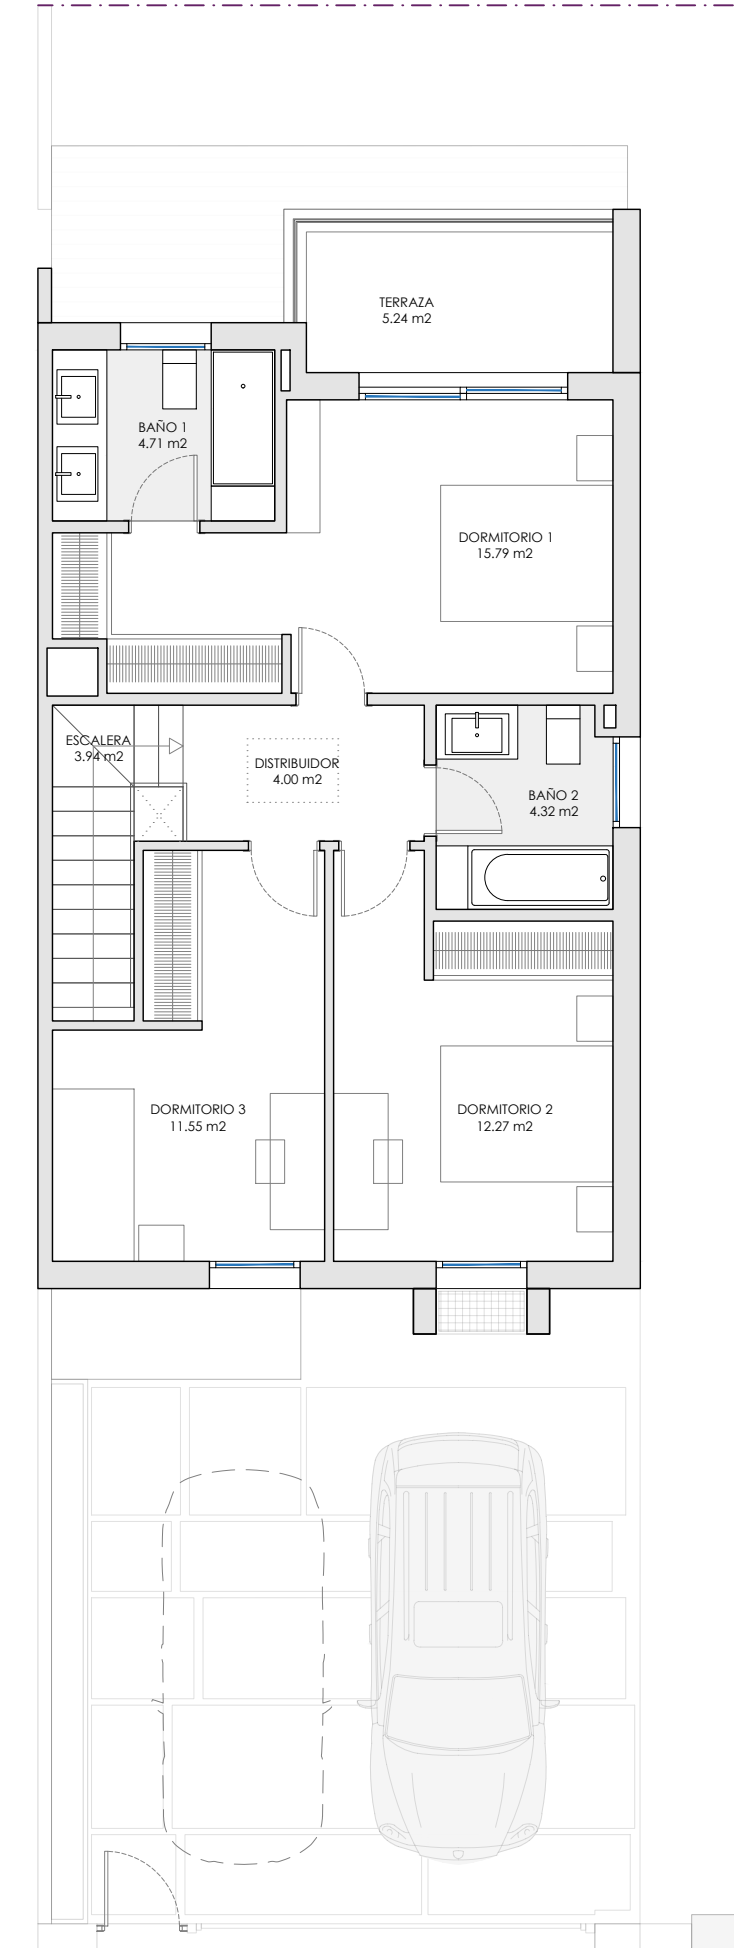 TERRAZA
5.24 m2
BAÑO 1
4.71 m2
DORMITORIO 1
15.79 m2
ESCALERA
3.94 m2
DISTRIBUIDOR
4.00 m2
BAÑO 2
4.32 m2
DORMITORIO 3
11.55 m2
DORMITORIO 2
12.27 m2